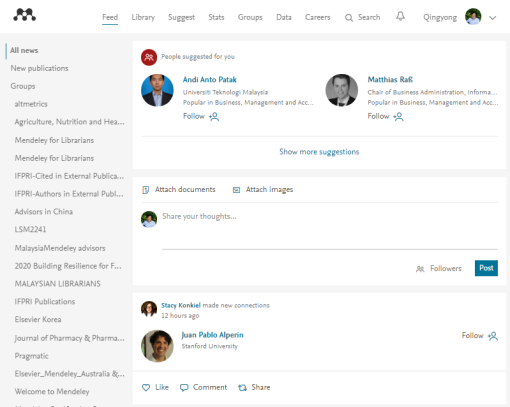 Feed Library Suggest Stats Groups Data Careers Search Qingyong
All news
New publications
Groups
altmetrics
Agriculture, Nutrition and Hea...
Mendeley for Librarians
Mendeley for Librarians
IFPRI-Cited in External Publica...
IFPRI-Authors in External Publ...
Advisors in China
LSM2241
MalaysiaMendeley advisors
2020 Building Resilience for F...
MALAYSIAN LIBRARIANS
IFPRI Publications
Elsevier Korea
Journal of Pharmacy & Pharma...
Pragmatic
Elsevier_Mendeley_Australia &...
Welcome to Mendeley
People suggested for you
Andi Anto Patak
Universiti Teknologi Malaysia
Popular in Business, Management and Acc...
Follow
Matthias Raß
Chair of Business Administration, Informa...
Popular in Business, Management and Acc...
Follow
Show more suggestions
Attach documents Attach images
Share your thoughts...
Followers Post
Stacy Konkiel made new connections
12 hours ago
Juan Pablo Alperin
Stanford University
Follow
Like Comment Share